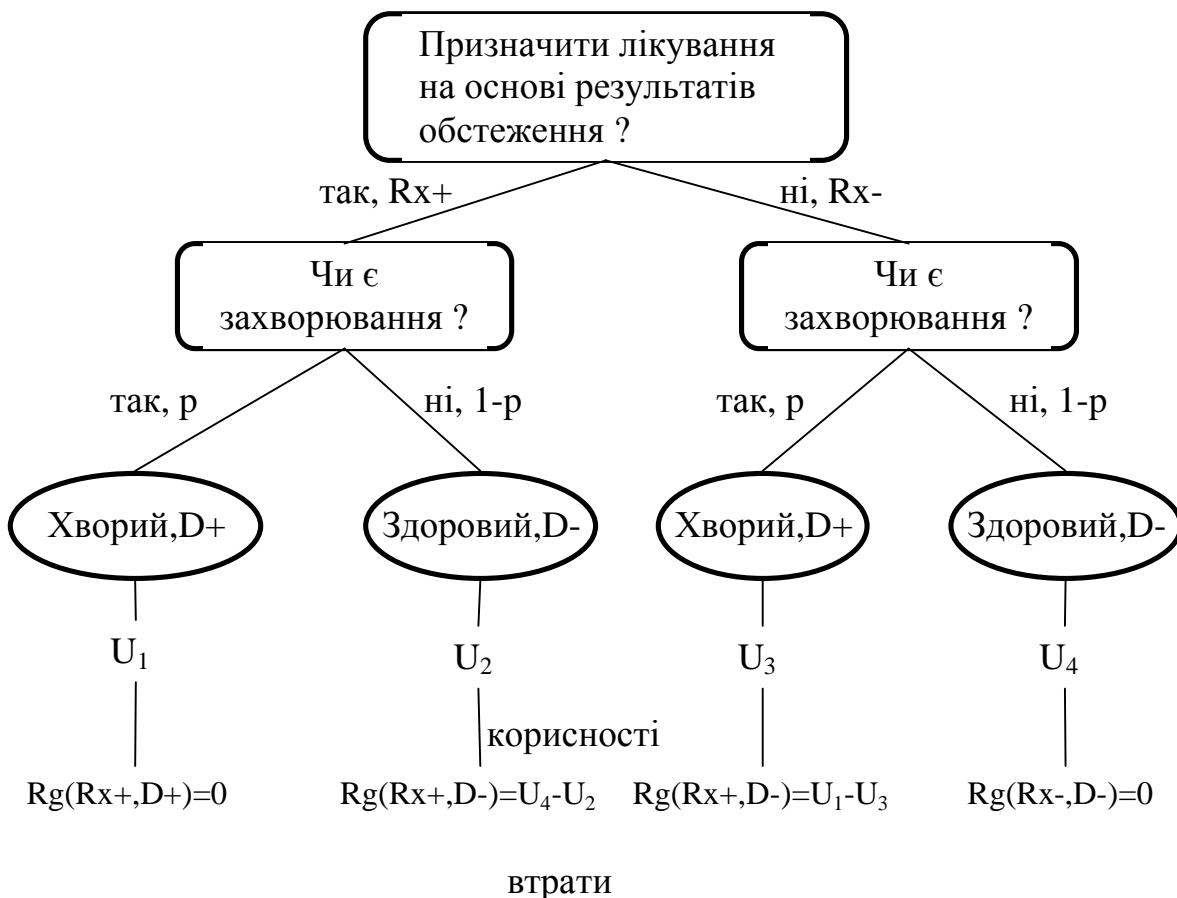 Призначити лікування
на основі результатів
обстеження ?
так, Rx+
ні, Rx-
Чи є
захворювання ?
Чи є
захворювання ?
так, p
ні, 1-p
так, p
ні, 1-p
Хворий,D+
Здоровий,D-
Хворий,D+
Здоровий,D-
U₁
U₂
U₃
U₄
корисності
Rg(Rx+,D+)=0
Rg(Rx+,D-)=U₄-U₂
Rg(Rx+,D-)=U₁-U₃
Rg(Rx-,D-)=0
втрати